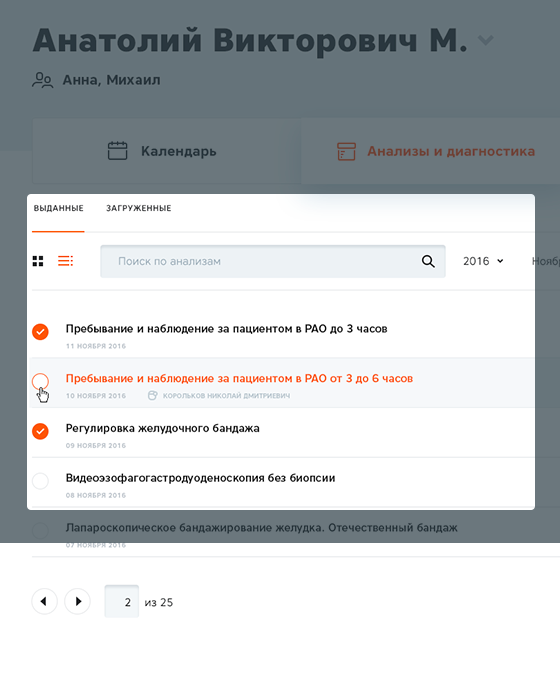 Анатолий Викторович М.
Анна, Михаил
Календарь
Анализы и диагностика
ВЫДАННЫЕ ЗАГРУЖЕННЫЕ
Поиск по анализам 2016 Нояб
Пребывание и наблюдение за пациентом в РАО до 3 часов
11 НОЯБРЯ 2016
Пребывание и наблюдение за пациентом в РАО от 3 до 6 часов
10 НОЯБРЯ 2016 КОРОЛЬКОВ НИКОЛАЙ ДМИТРИЕВИЧ
Регулировка желудочного бандажа
09 НОЯБРЯ 2016
Видеоэзофагогастродуоденоскопия без биопсии
08 НОЯБРЯ 2016
Лапароскопическое бандажирование желудка. Отечественный бандаж
07 НОЯБРЯ 2016
2 из 25